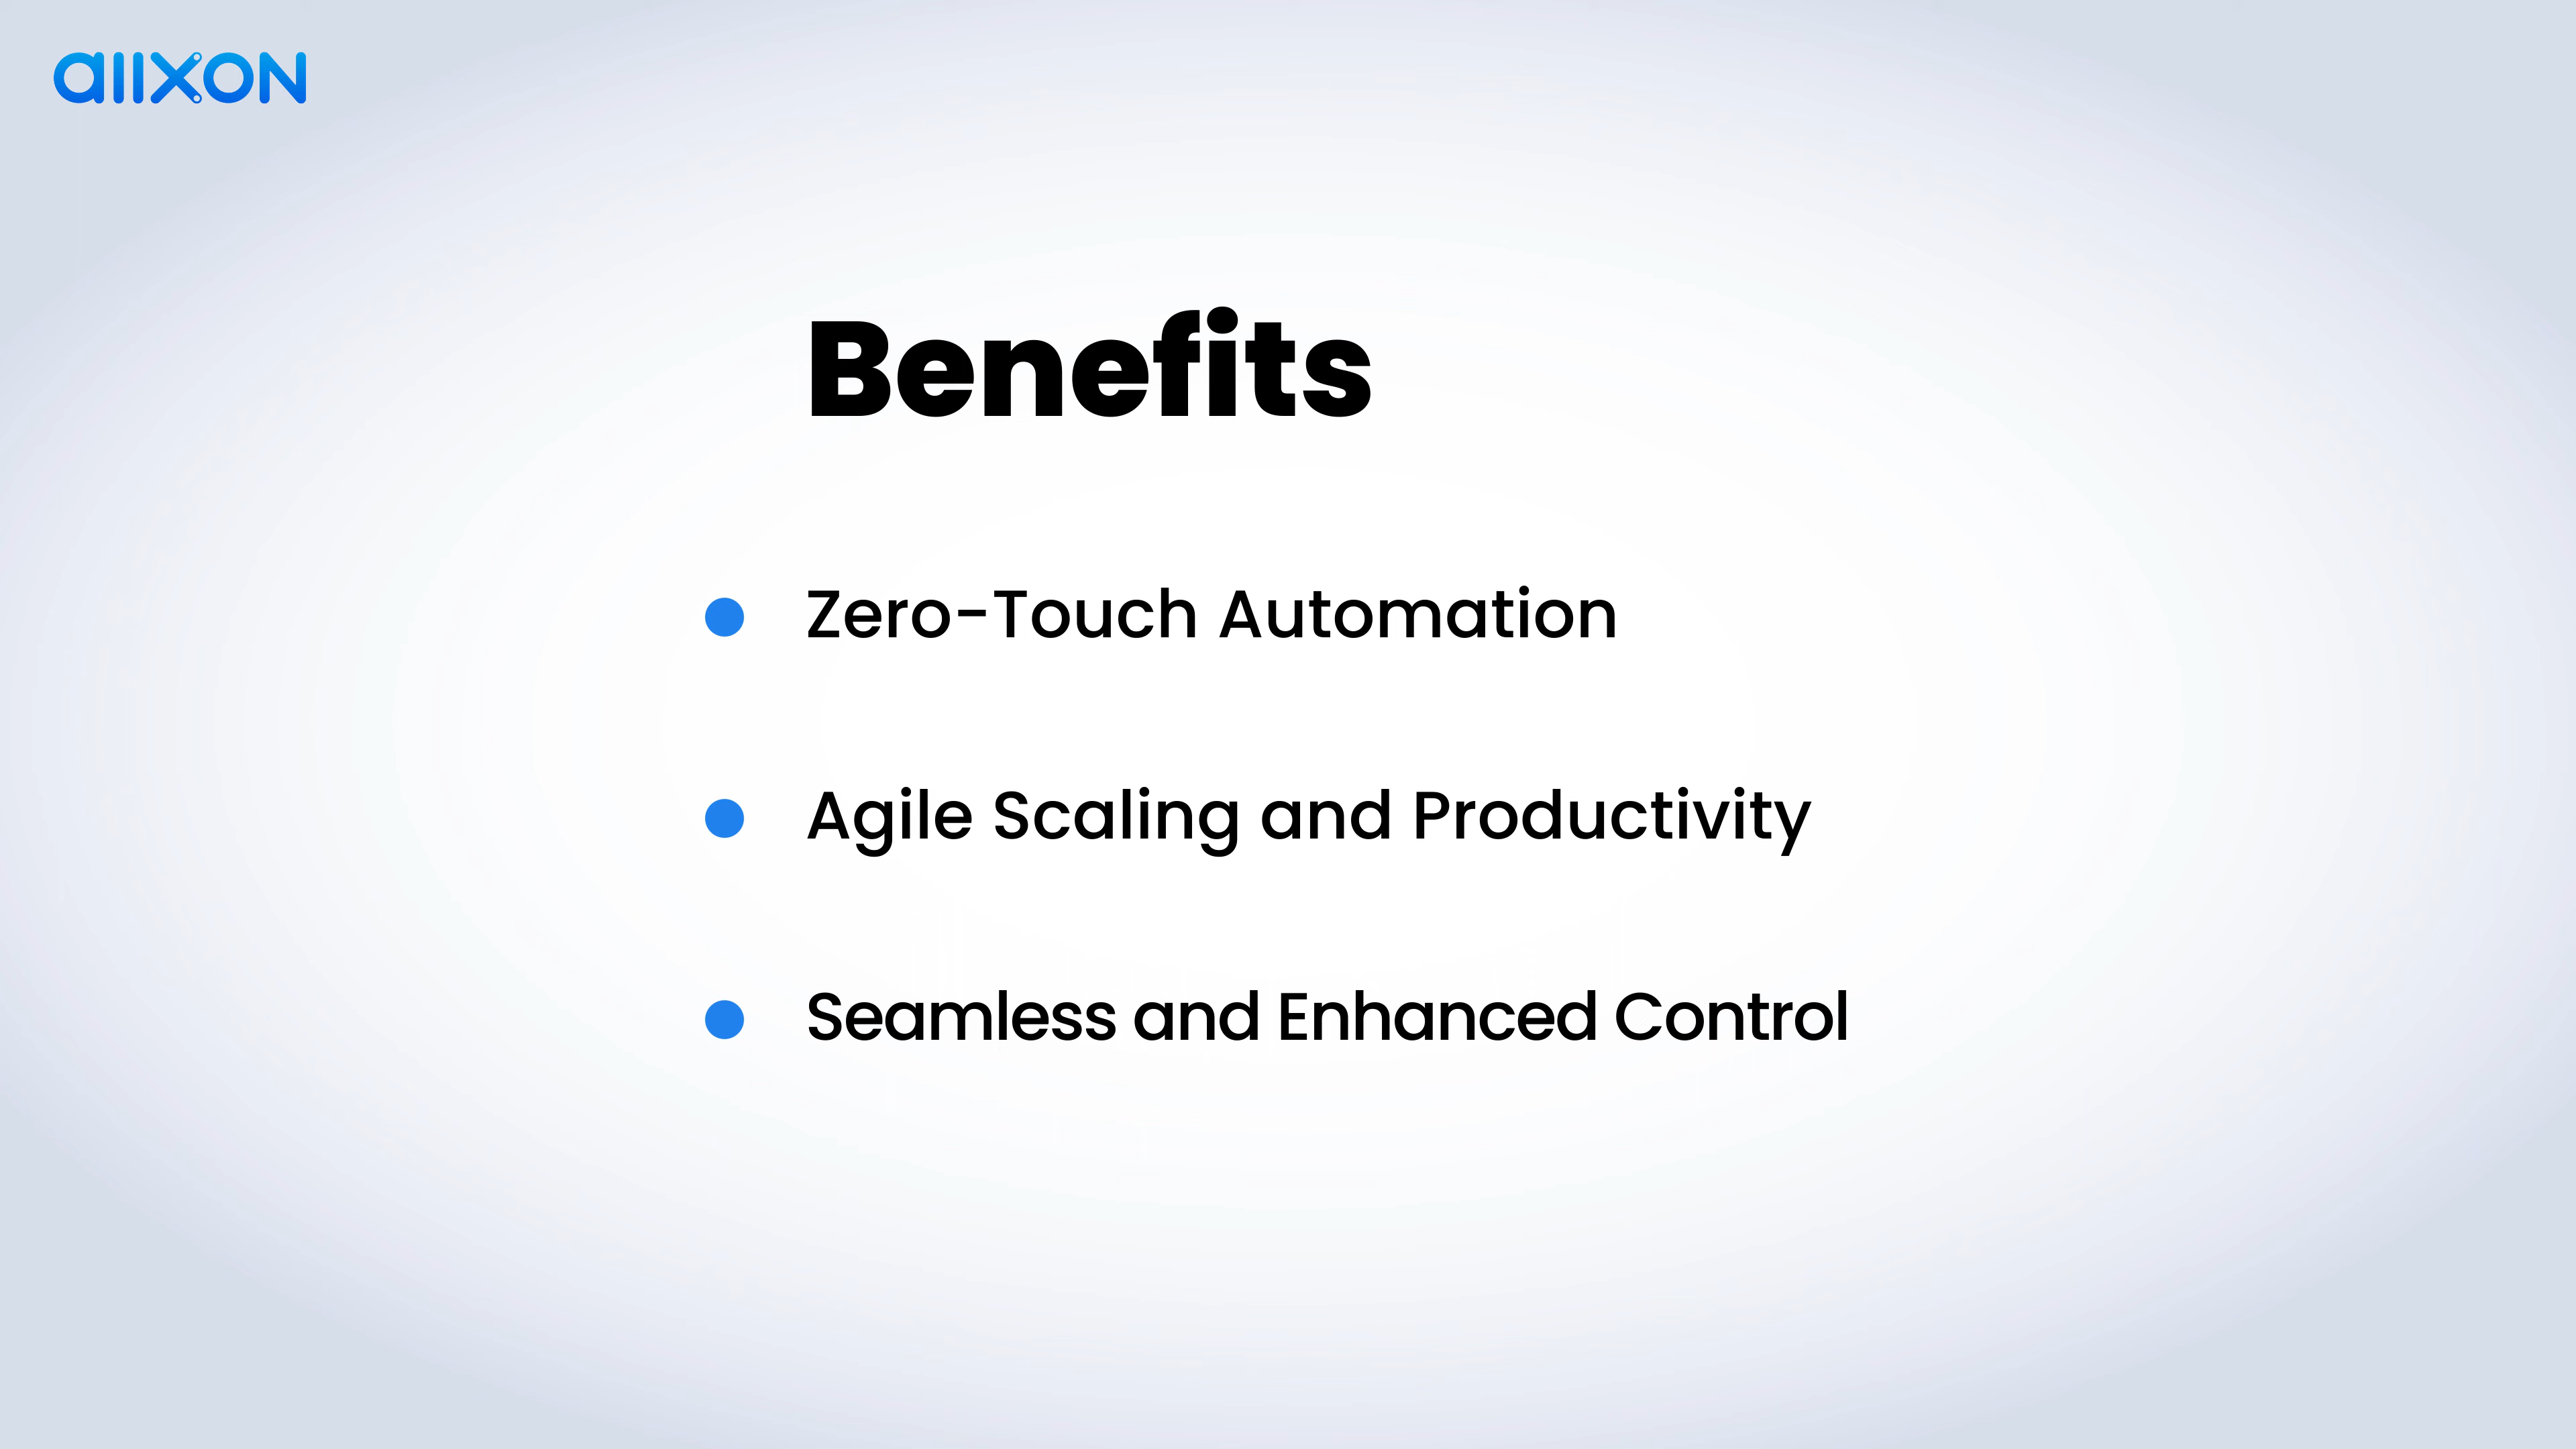 allxon
Benefits
Zero-Touch Automation
Agile Scaling and Productivity
Seamless and Enhanced Control